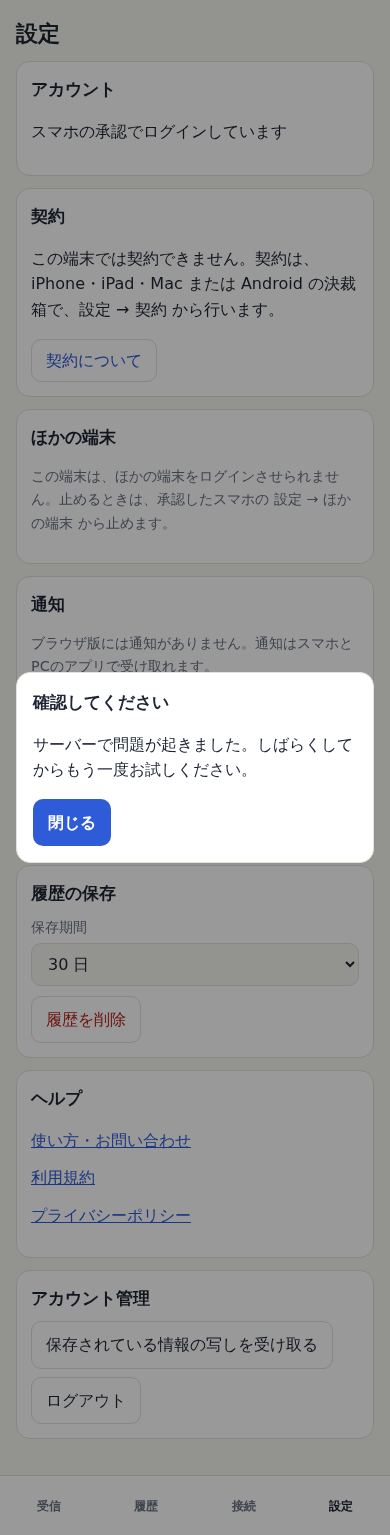 設定
アカウント
スマホの承認でログインしています
契約
この端末では契約できません。契約は、
iPhone・iPad・Mac または Android の決裁
箱で、設定 → 契約 から行います。
契約について
ほかの端末
この端末は、ほかの端末をログインさせられませ
ん。止めるときは、承認したスマホの 設定 → ほか
の端末 から止めます。
通知
ブラウザ版には通知がありません。通知はスマホと
PCのアプリで受け取れます。
確認してください
サーバーで問題が起きました。しばらくして
からもう一度お試しください。
閉じる
履歴の保存
保存期間
30 日
履歴を削除
ヘルプ
使い方・お問い合わせ
利用規約
プライバシーポリシー
アカウント管理
保存されている情報の写しを受け取る
ログアウト
受信 履歴 接続 設定